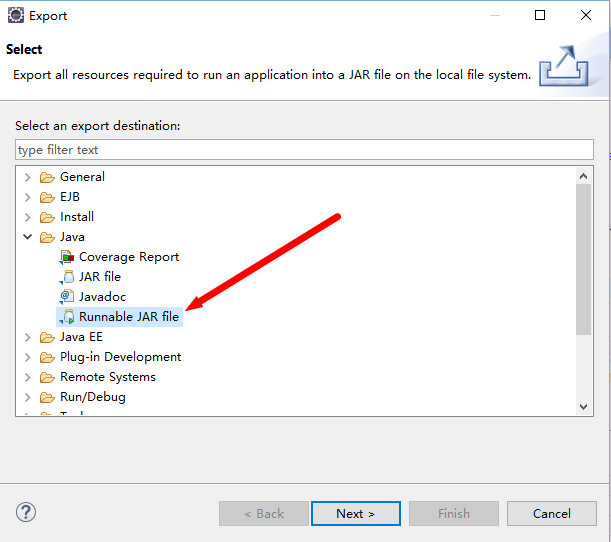 Export
Select
Export all resources required to run an application into a JAR file on the local file system.
Select an export destination:
type filter text
General
EJB
Install
Java
Coverage Report
JAR file
Javadoc
Runnable JAR file
Java EE
Plug-in Development
Remote Systems
Run/Debug
< Back
Next >
Finish
Cancel